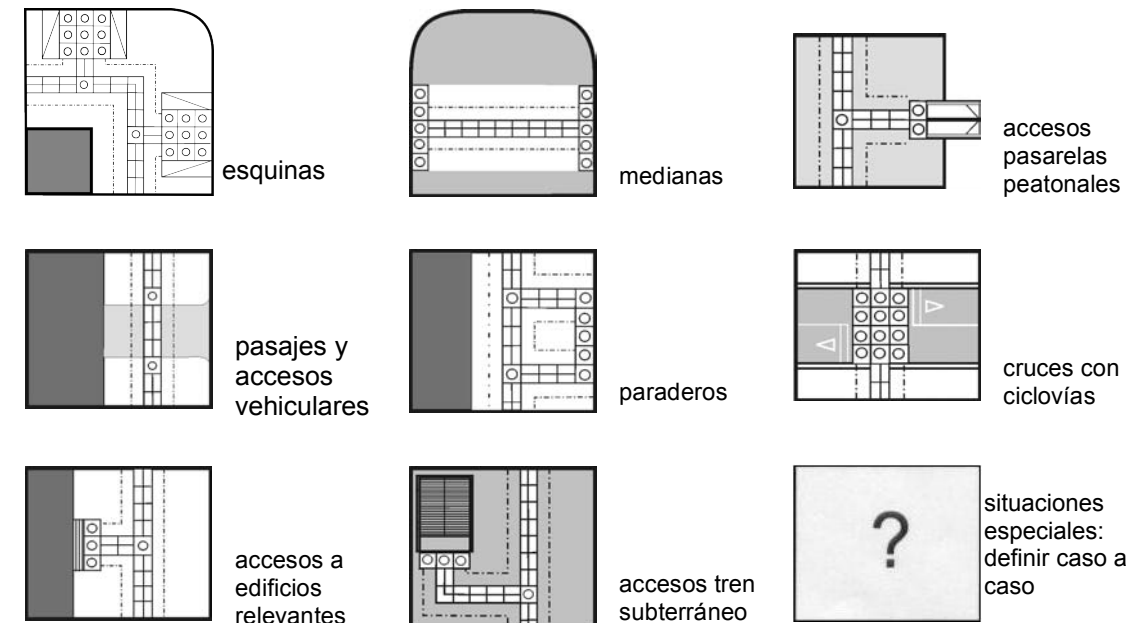 esquinas
medianas
accesos
pasarelas
peatonales
pasajes y
accesos
vehiculares
paraderos
cruces con
ciclovías
accesos a
edificios
relevantes
accesos tren
subterráneo
?
situaciones
especiales:
definir caso a
caso